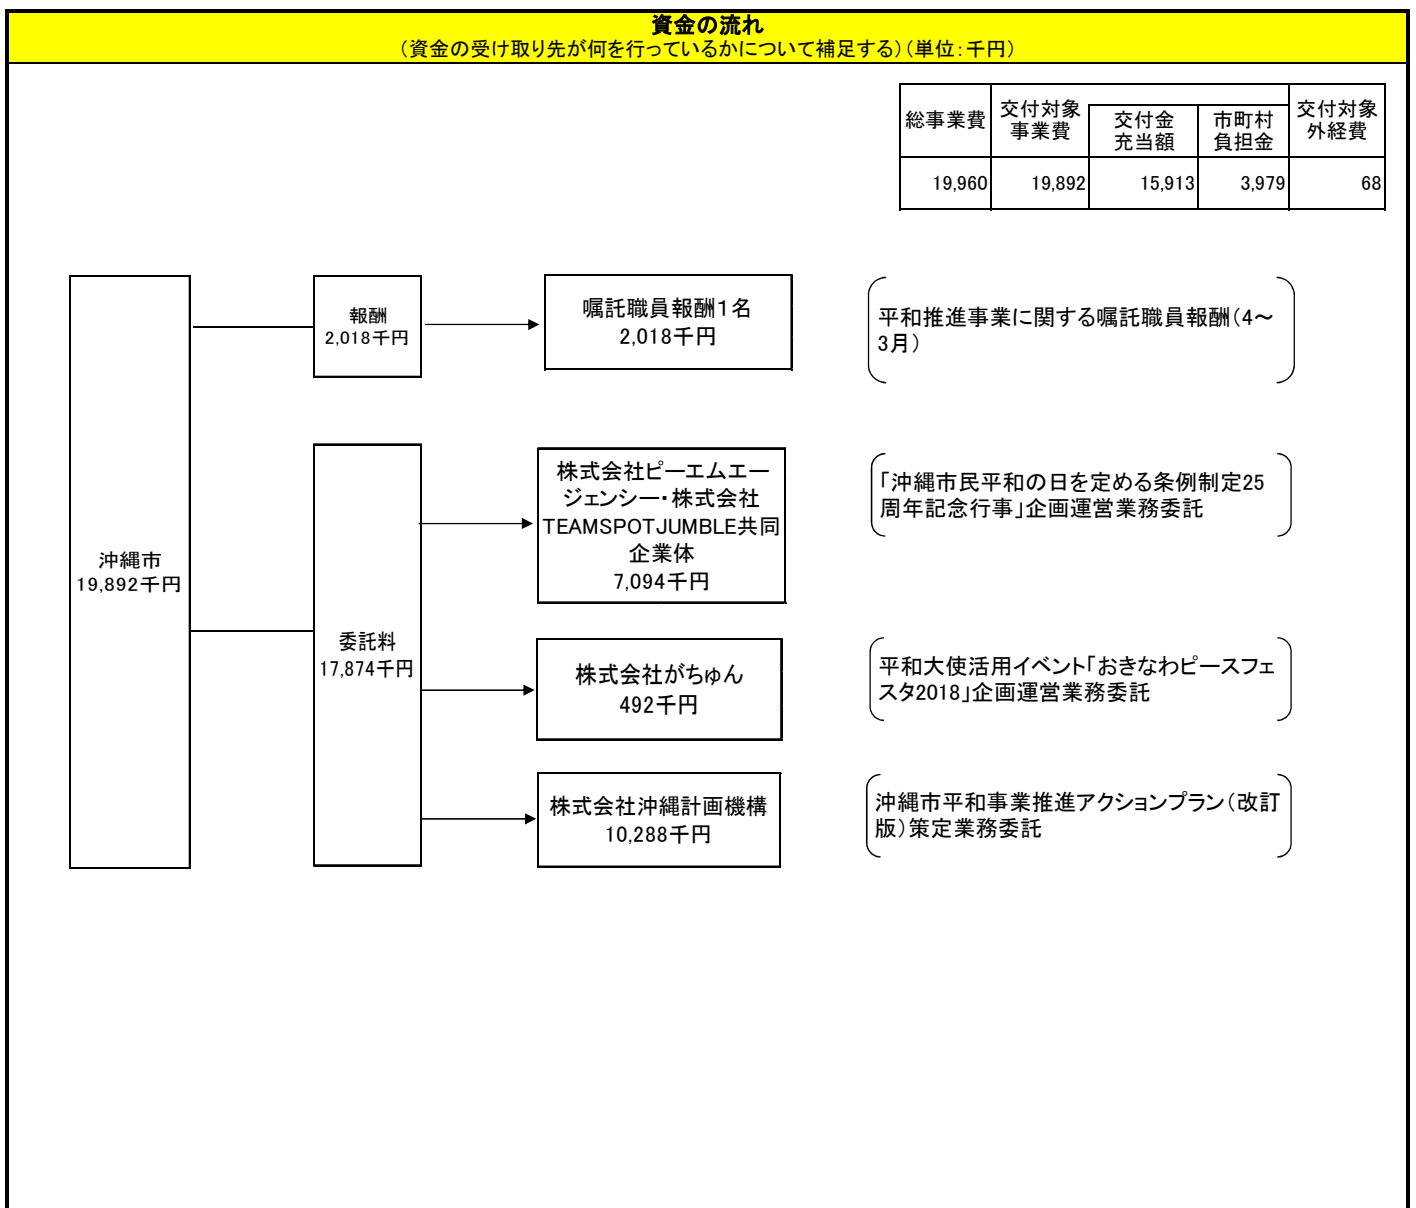 資金の流れ
（資金の受け取り先が何を行っているかについて補足する）（単位：千円）
総事業費
交付対象
事業費
交付金
充当額
市町村
負担金
交付対象
外経費
19,960
19,892
15,913
3,979
68
沖縄市
19,892千円
報酬
2,018千円
嘱託職員報酬１名
2,018千円
平和推進事業に関する嘱託職員報酬（4～
3月）
委託料
17,874千円
株式会社ピーエムエー
ジェンシー・株式会社
TEAMSPOTJUMBLE共同
企業体
7,094千円
「沖縄市民平和の日を定める条例制定25
周年記念行事」企画運営業務委託
株式会社がちゅん
492千円
平和大使活用イベント「おきなわピースフェ
スタ2018」企画運営業務委託
株式会社沖縄計画機構
10,288千円
沖縄市平和事業推進アクションプラン（改訂
版）策定業務委託